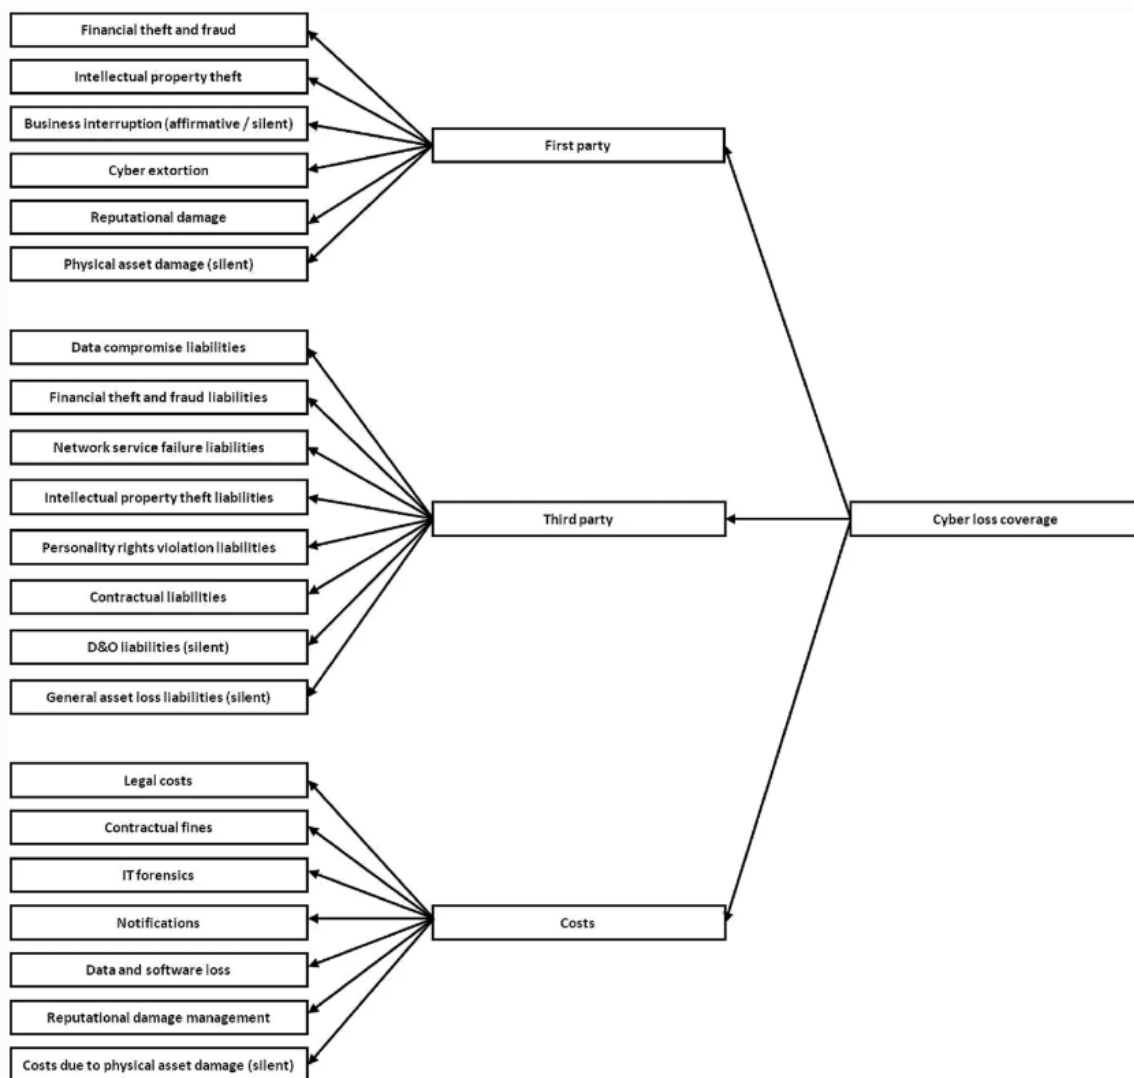 Financial theft and fraud
Intellectual property theft
Business interruption (affirmative / silent)
Cyber extortion
Reputational damage
Physical asset damage (silent)
First party
Data compromise liabilities
Financial theft and fraud liabilities
Network service failure liabilities
Intellectual property theft liabilities
Personality rights violation liabilities
Contractual liabilities
D&O liabilities (silent)
General asset loss liabilities (silent)
Third party
Cyber loss coverage
Legal costs
Contractual fines
IT forensics
Notifications
Data and software loss
Reputational damage management
Costs due to physical asset damage (silent)
Costs